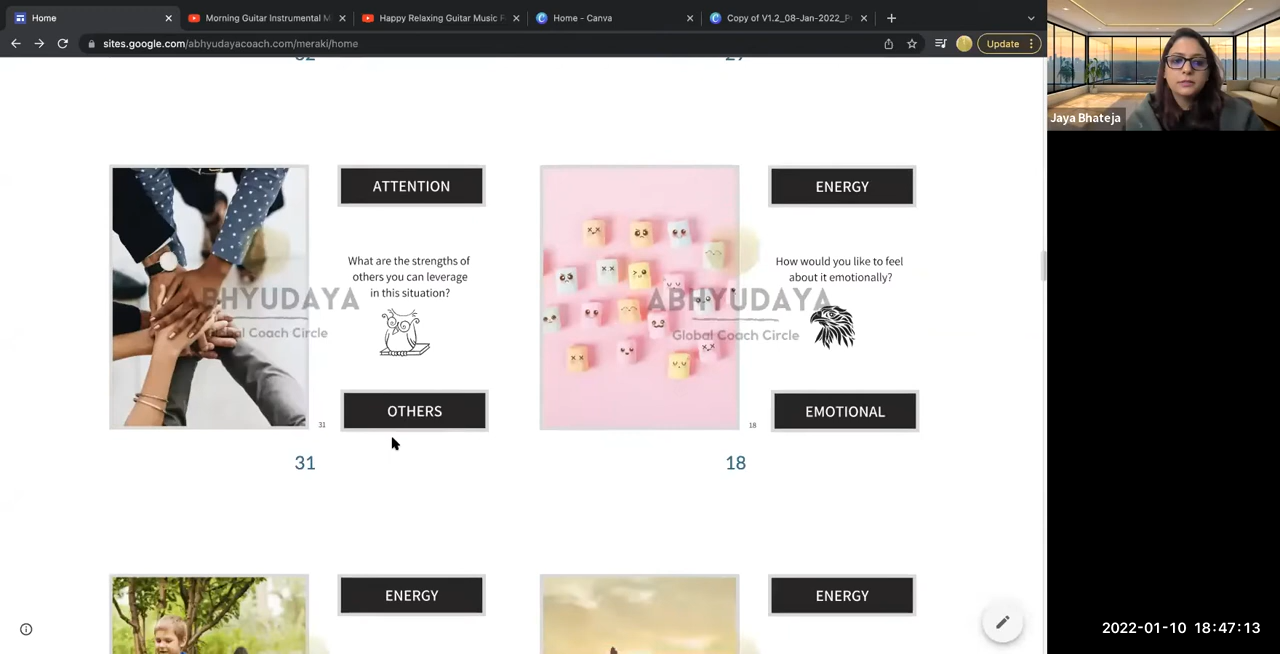 Home
Morning Guitar Instrumental M
Happy Relaxing Guitar Music F
Home - Canva
Copy of V1.2_08-Jan-2022_P
sites.google.com/abhyudayacoach.com/meraki/home
Update
Jaya Bhateja
ATTENTION
What are the strengths of
others you can leverage
in this situation?
OTHERS
31
31
ENERGY
How would you like to feel
about it emotionally?
EMOTIONAL
18
18
ABHYUDAYA
Global Coach Circle
ABHYUDAYA
Global Coach Circle
ENERGY
ENERGY
2022-01-10 18:47:13